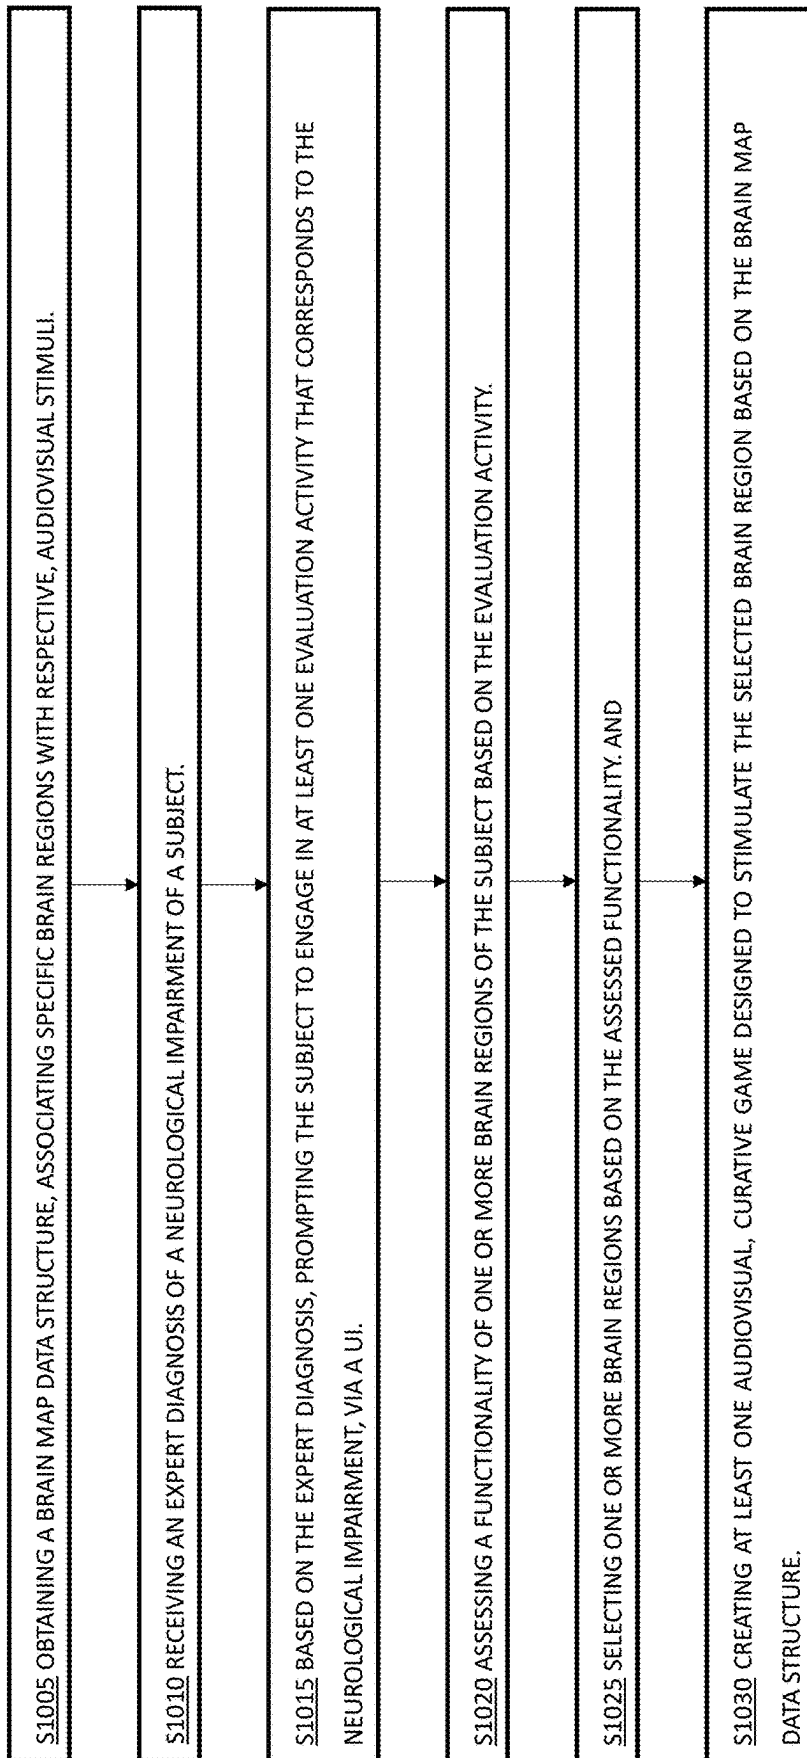 S1005 OBTAINING A BRAIN MAP DATA STRUCTURE, ASSOCIATING SPECIFIC BRAIN REGIONS WITH RESPECTIVE, AUDIOVISUAL STIMULI.
S1010 RECEIVING AN EXPERT DIAGNOSIS OF A NEUROLOGICAL IMPAIRMENT OF A SUBJECT.
S1015 BASED ON THE EXPERT DIAGNOSIS, PROMPTING THE SUBJECT TO ENGAGE IN AT LEAST ONE EVALUATION ACTIVITY THAT CORRESPONDS TO THE
NEUROLOGICAL IMPAIRMENT, VIA A UI.
S1020 ASSESSING A FUNCTIONALITY OF ONE OR MORE BRAIN REGIONS OF THE SUBJECT BASED ON THE EVALUATION ACTIVITY.
S1025 SELECTING ONE OR MORE BRAIN REGIONS BASED ON THE ASSESSED FUNCTIONALITY. AND
S1030 CREATING AT LEAST ONE AUDIOVISUAL, CURATIVE GAME DESIGNED TO STIMULATE THE SELECTED BRAIN REGION BASED ON THE BRAIN MAP
DATA STRUCTURE.